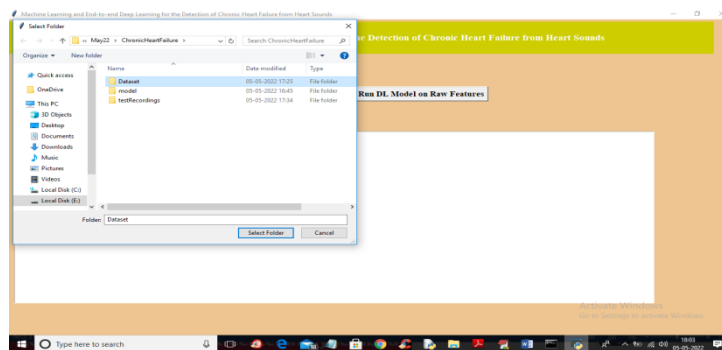 Machine Learning and End-to-end Deep Learning for the Detection of Chronic Heart Failure from Heart Sounds
Select Folder
May22 > ChronicHeartFailure >
Search ChronicHeartFailure
e Detection of Chronic Heart Failure from Heart Sounds
Organize
New folder
Name
Date modified
Type
Quick access
Dataset
05-05-2022 17:25
File folder
OneDrive
model
05-05-2022 16:45
File folder
testRecordings
05-05-2022 17:34
File folder
This PC
3D Objects
Desktop
Documents
Downloads
Music
Pictures
Videos
Local Disk (C:)
Local Disk (E:)
Run DL Model on Raw Features
Folder: Dataset
Select Folder
Cancel
Activate Windows
Go to Settings to activate Windows.
Type here to search
18:03
05-05-2022